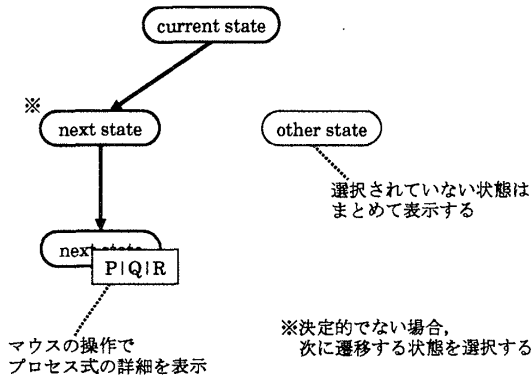 current state
※
next state
other state
選択されていない状態は
まとめて表示する
next state
P|Q|R
マウスの操作で
プロセス式の詳細を表示
※決定的でない場合,
次に遷移する状態を選択する